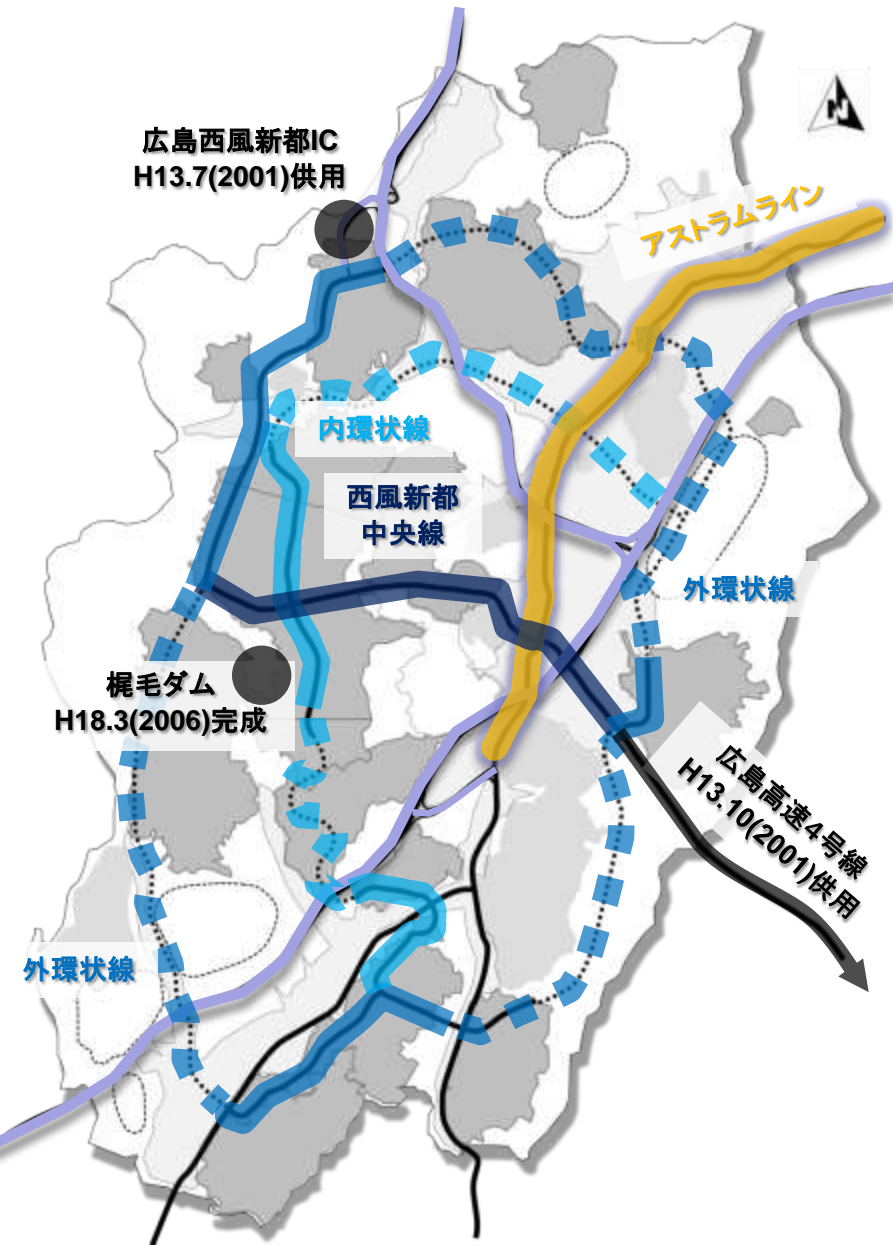 広島西風新都IC
H13.7(2001)供用
N
アストラムライン
内環状線
西風新都
中央線
外環状線
梶毛ダム
H18.3(2006)完成
広島高速4号線
H13.10(2001)供用
外環状線